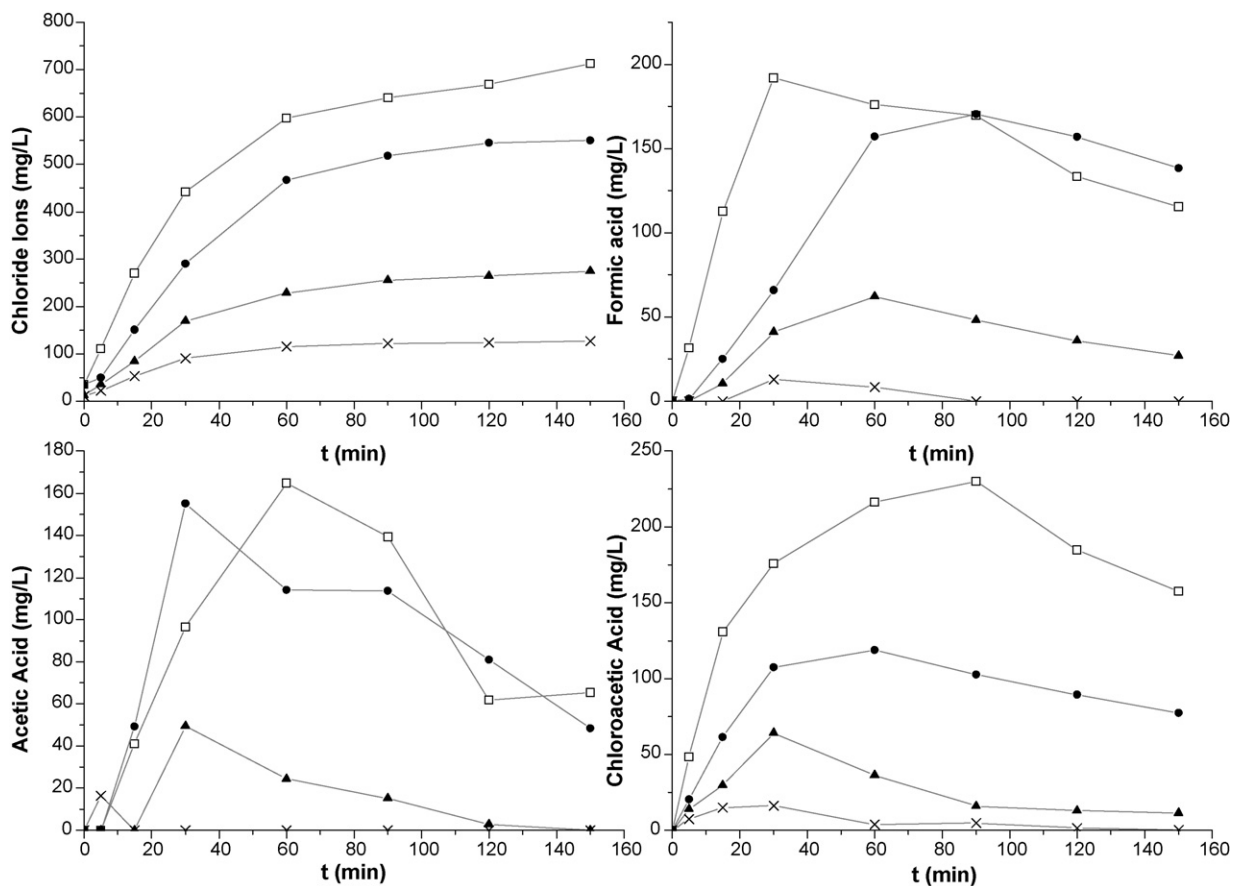 Chloride Ions (mg/L)
800
700
600
500
400
300
200
100
0
0 20 40 60 80 100 120 140 160
t (min)
Formic acid (mg/L)
200
150
100
50
0
0 20 40 60 80 100 120 140 160
t (min)
Acetic Acid (mg/L)
180
160
140
120
100
80
60
40
20
0
0 20 40 60 80 100 120 140 160
t (min)
Chloroacetic Acid (mg/L)
250
200
150
100
50
0
0 20 40 60 80 100 120 140 160
t (min)